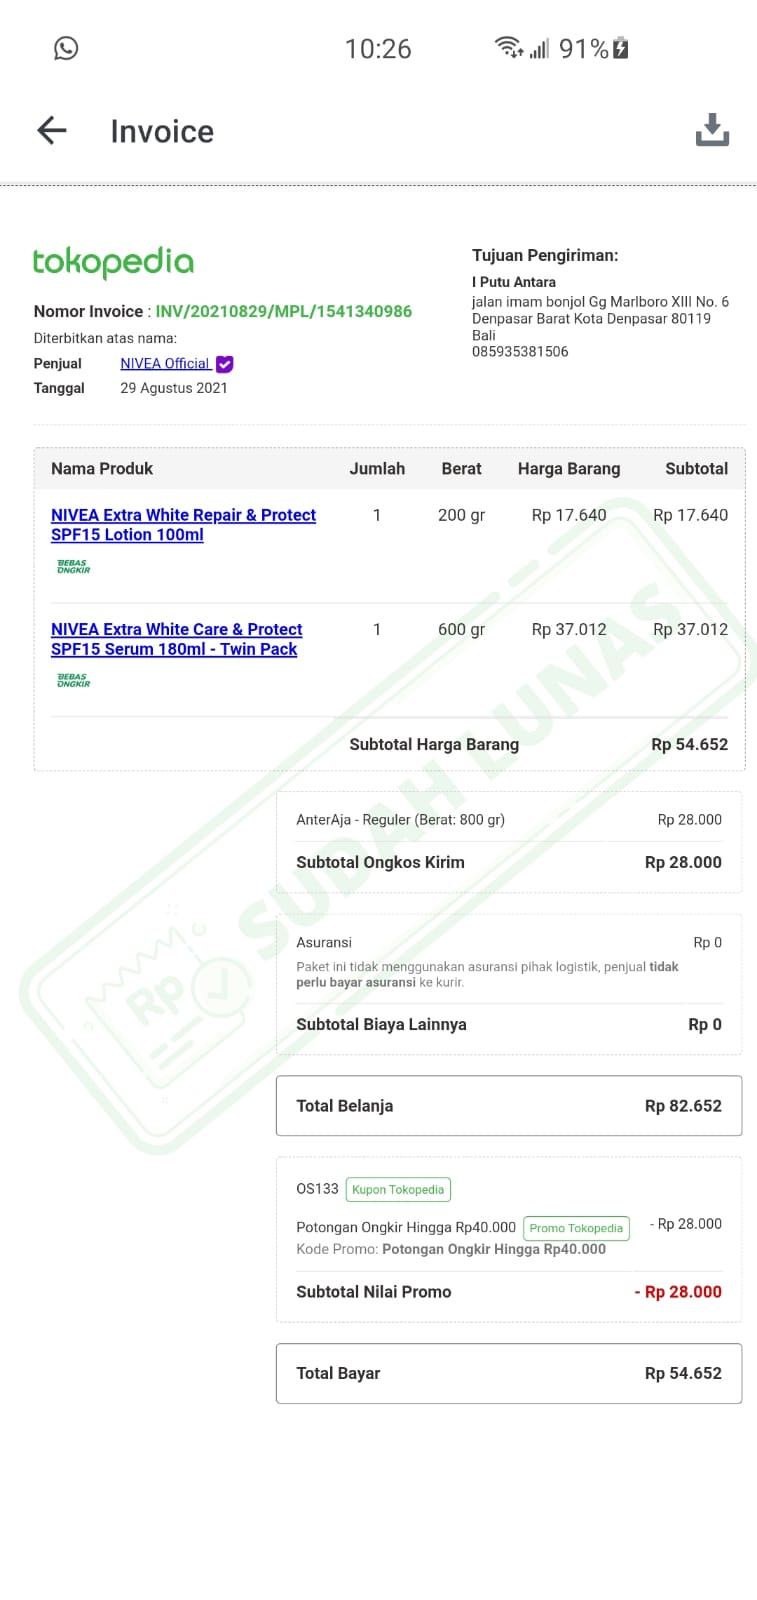 10:26
91%
Invoice
tokopedia
Nomor Invoice : INV/20210829/MPL/1541340986
Diterbitkan atas nama:
Penjual NIVEA Official
Tanggal 29 Agustus 2021
Tujuan Pengiriman:
I Putu Antara
jalan imam bonjol Gg Marlboro XIII No. 6
Denpasar Barat Kota Denpasar 80119
Bali
085935381506
Nama Produk Jumlah Berat Harga Barang Subtotal
NIVEA Extra White Repair & Protect 1 200 gr Rp 17.640 Rp 17.640
SPF15 Lotion 100ml
BEBAS
ONGKIR
NIVEA Extra White Care & Protect 1 600 gr Rp 37.012 Rp 37.012
SPF15 Serum 180ml - Twin Pack
BEBAS
ONGKIR
Subtotal Harga Barang Rp 54.652
AnterAja - Reguler (Berat: 800 gr) Rp 28.000
Subtotal Ongkos Kirim Rp 28.000
Asuransi Rp 0
Paket ini tidak menggunakan asuransi pihak logistik, penjual tidak
perlu bayar asuransi ke kurir.
Subtotal Biaya Lainnya Rp 0
Total Belanja Rp 82.652
OS133 Kupon Tokopedia
Potongan Ongkir Hingga Rp40.000 Promo Tokopedia - Rp 28.000
Kode Promo: Potongan Ongkir Hingga Rp40.000
Subtotal Nilai Promo - Rp 28.000
Total Bayar Rp 54.652
Rp SUDAH LUNAS